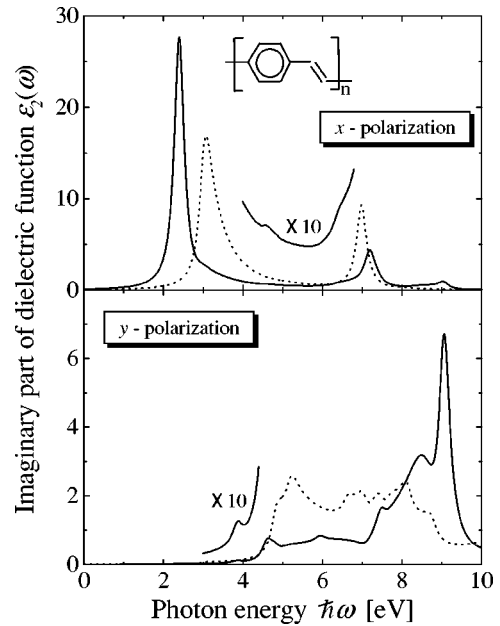 30
20
10
0
n
x - polarization
X 10
y - polarization
6
4
2
0
X 10
0 2 4 6 8 10
Imaginary part of dielectric function ε₂(ω)
Photon energy ℏω [eV]